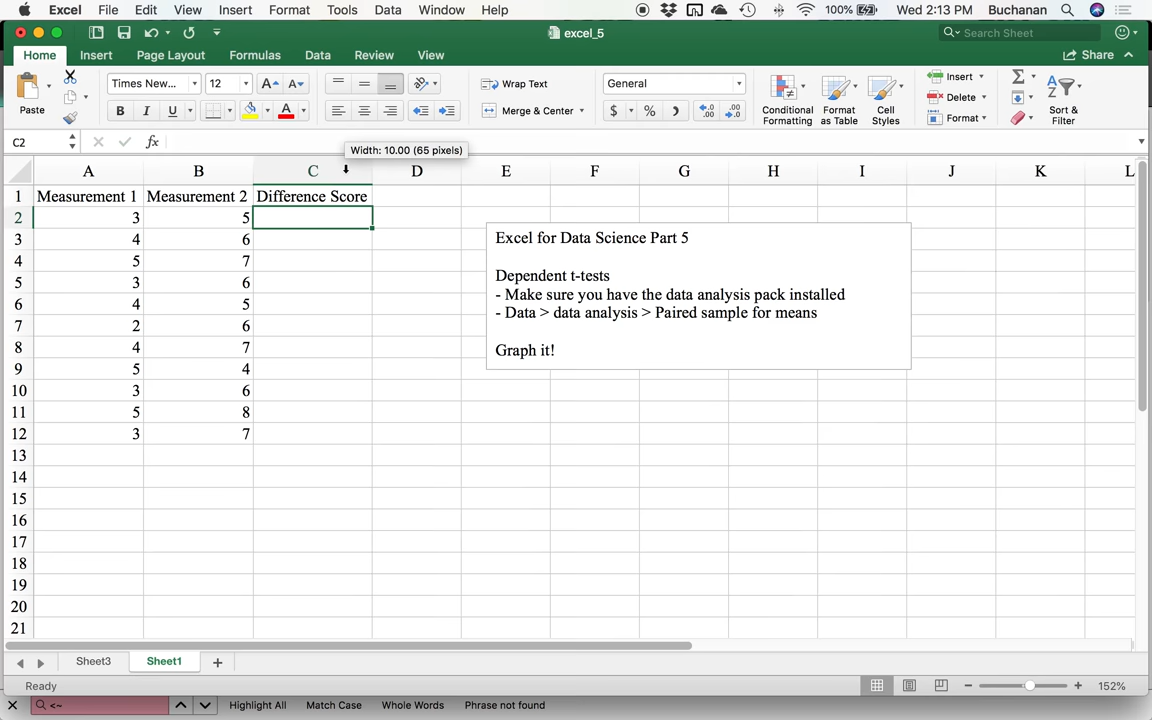 Excel File Edit View Insert Format Tools Data Window Help 100% Wed 2:13 PM Buchanan
excel_5 Search Sheet
Home Insert Page Layout Formulas Data Review View Share
Times New... 12 Wrap Text General Insert
Paste B I U Merge & Center $ % Conditional Formatting Format as Table Cell Styles Delete Format Sort & Filter
C2 fx Width: 10.00 (65 pixels)
A B C D E F G H I J K L
1 Measurement 1 Measurement 2 Difference Score
2 3 5
3 4 6
4 5 7
5 3 6
6 4 5
7 2 6
8 4 7
9 5 4
10 3 6
11 5 8
12 3 7
13
14
15
16
17
18
19
20
21
Excel for Data Science Part 5
Dependent t-tests
- Make sure you have the data analysis pack installed
- Data > data analysis > Paired sample for means
Graph it!
Sheet3 Sheet1
Ready 152%
<~ Highlight All Match Case Whole Words Phrase not found